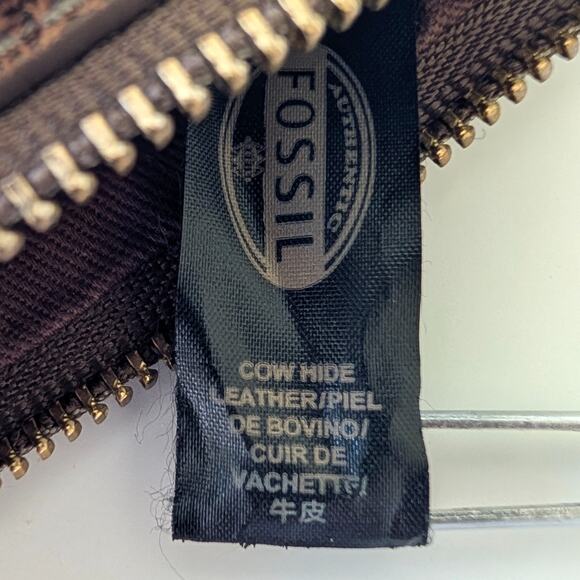 AUTHENTIC
FOSSIL
COW HIDE
LEATHER/PIEL
DE BOVINO/
CUIR DE
VACHETTE/
牛皮